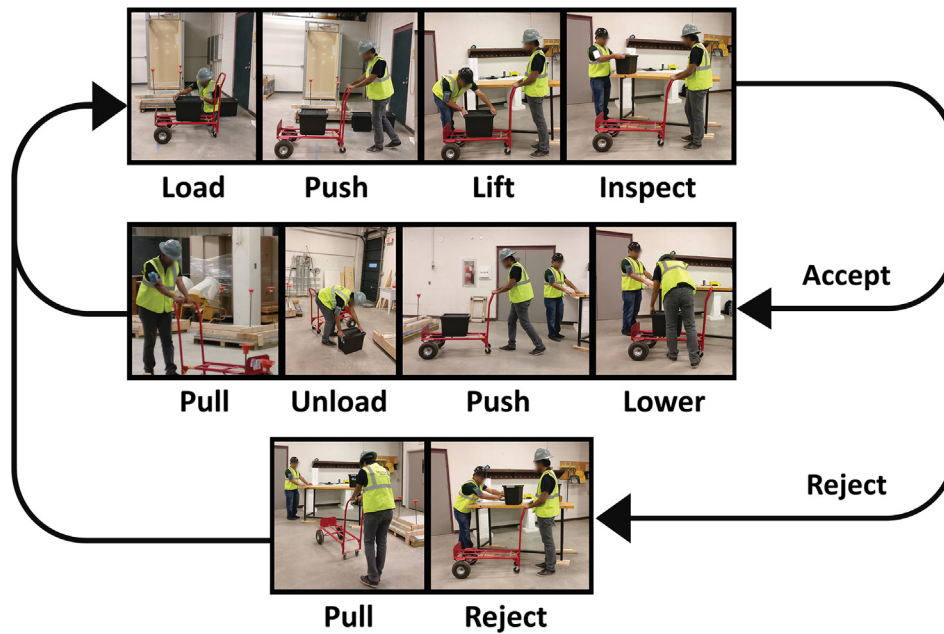 Load Push Lift Inspect
Accept
Pull Unload Push Lower
Reject
Pull Reject